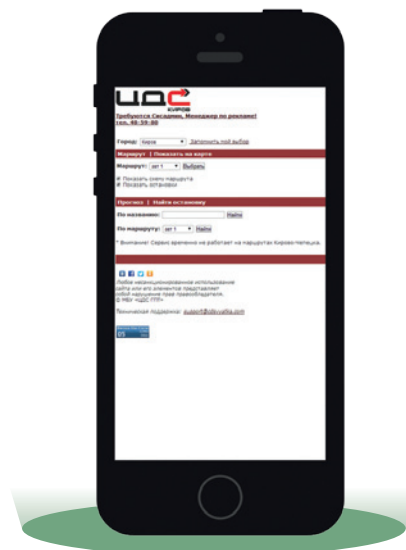 ЦДС
КИРОВ
Требуются Сисадмин, Менеджер по рекламе!
тел. 48-59-80
Город: Киров Запомнить мой выбор
Маршрут | Показать на карте
Маршрут: авт 1 Выбрать
Показать схему маршрута
Показать остановки
Прогноз | Найти остановку
По названию: Найти
По маршруту: авт 1 Найти
* Внимание! Сервис временно не работает на маршрутах Кирово-Чепецка.
Любое несанкционированное использование
сайта или его элементов представляет
собой нарушение прав правообладателя.
© МБУ «ЦДС ГПТ»
Техническая поддержка: